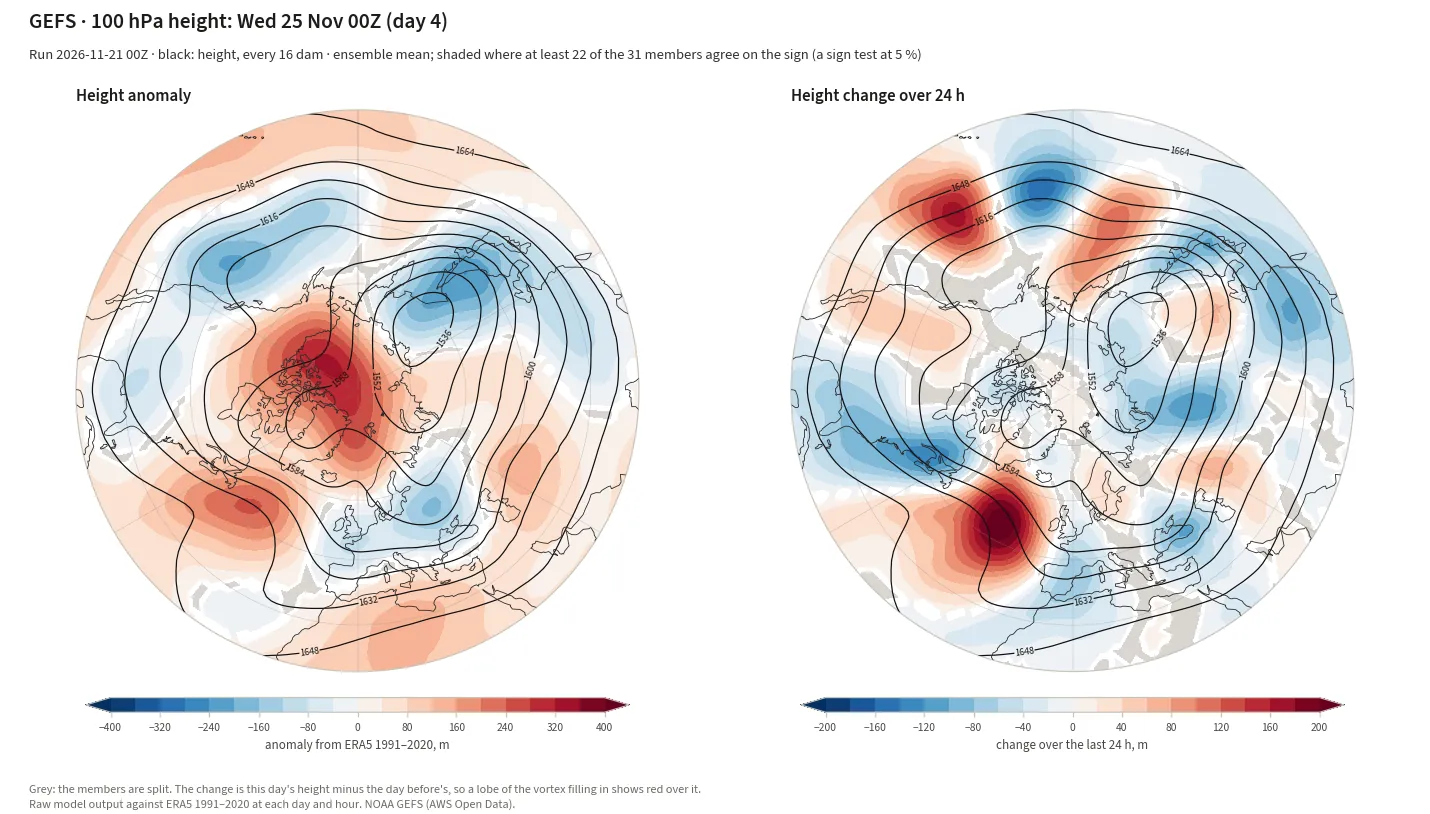 GEFS · 100 hPa height: Wed 25 Nov 00Z (day 4)
Run 2026-11-21 00Z · black: height, every 16 dam · ensemble mean; shaded where at least 22 of the 31 members agree on the sign (a sign test at 5 %)
Height anomaly
Height change over 24 h
1664
1648
1616
1536
1552
1568
1600
1584
1632
1648
1664
1648
1616
1536
1552
1568
1600
1584
1632
1648
−400 −320 −240 −160 −80 0 80 160 240 320 400
anomaly from ERA5 1991–2020, m
−200 −160 −120 −80 −40 0 40 80 120 160 200
change over the last 24 h, m
Grey: the members are split. The change is this day's height minus the day before's, so a lobe of the vortex filling in shows red over it.
Raw model output against ERA5 1991–2020 at each day and hour. NOAA GEFS (AWS Open Data).